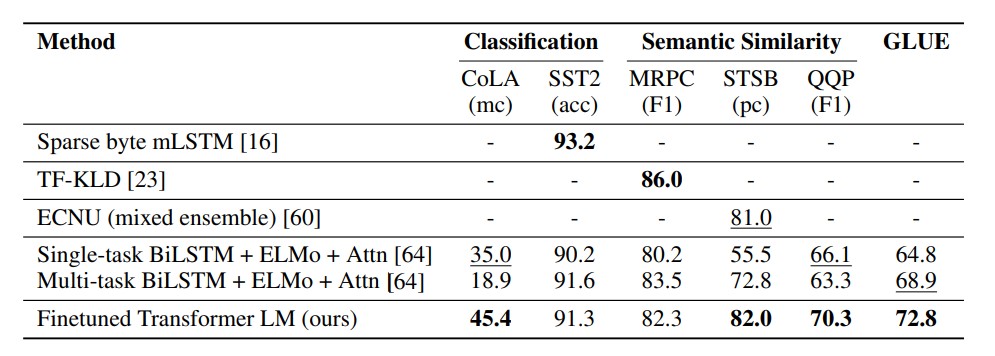 Method Classification Semantic Similarity GLUE
CoLA SST2 MRPC STSB QQP
(mc) (acc) (F1) (pc) (F1)
Sparse byte mLSTM [16] - 93.2 - - - -
TF-KLD [23] - - 86.0 - - -
ECNU (mixed ensemble) [60] - - - 81.0 - -
Single-task BiLSTM + ELMo + Attn [64] 35.0 90.2 80.2 55.5 66.1 64.8
Multi-task BiLSTM + ELMo + Attn [64] 18.9 91.6 83.5 72.8 63.3 68.9
Finetuned Transformer LM (ours) 45.4 91.3 82.3 82.0 70.3 72.8